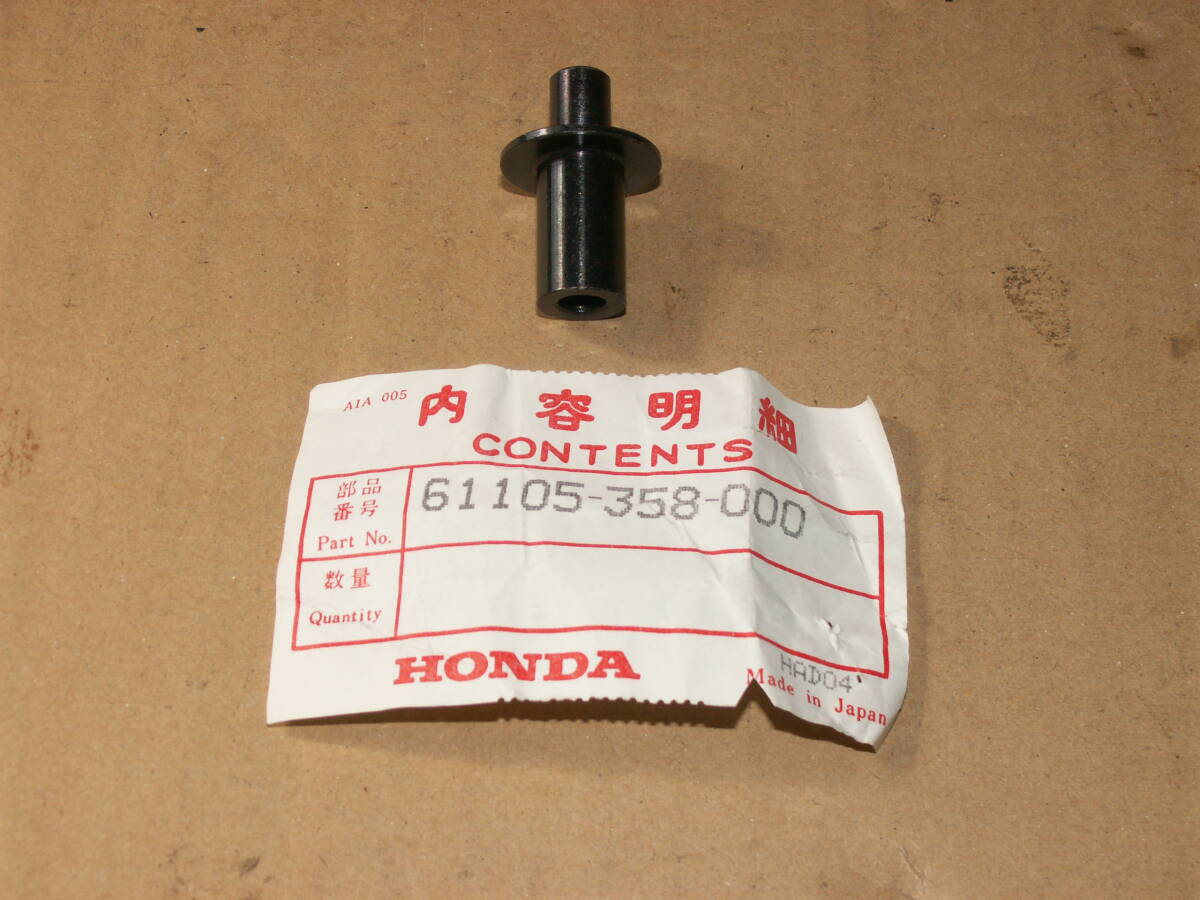 AIA 005
内容明細
CONTENTS
部品
番号
Part No.
61105-358-000
数量
Quantity
HONDA
HAD04
Made in Japan